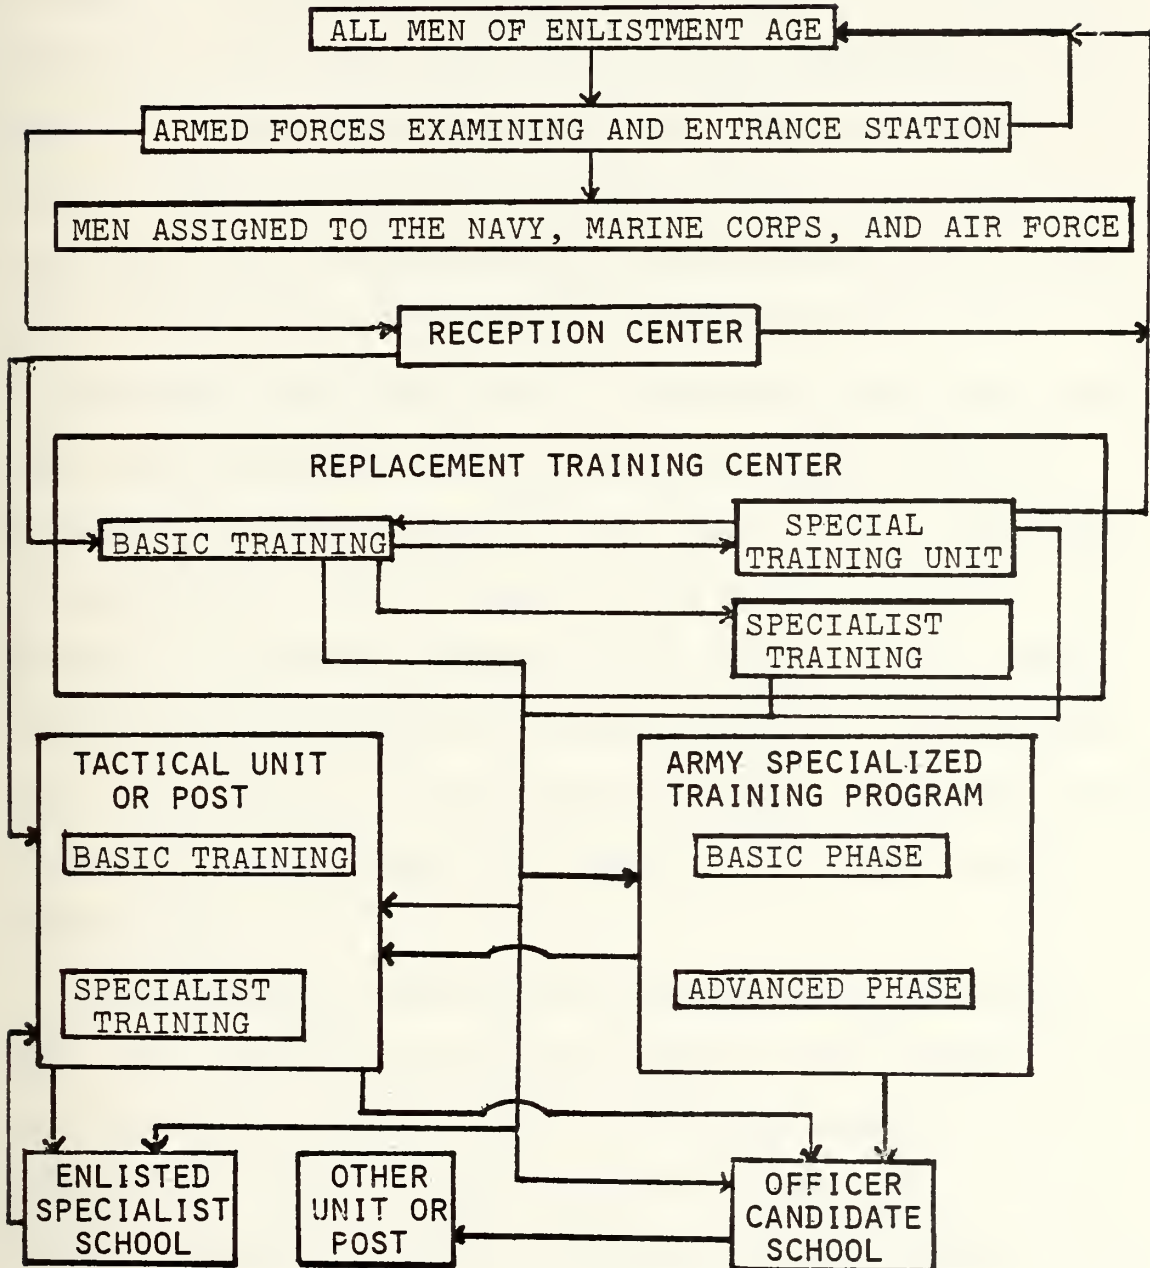 ALL MEN OF ENLISTMENT AGE
ARMED FORCES EXAMINING AND ENTRANCE STATION
MEN ASSIGNED TO THE NAVY, MARINE CORPS, AND AIR FORCE
RECEPTION CENTER
REPLACEMENT TRAINING CENTER
BASIC TRAINING
SPECIAL
TRAINING UNIT
SPECIALIST
TRAINING
TACTICAL UNIT
OR POST
BASIC TRAINING
SPECIALIST
TRAINING
ARMY SPECIALIZED
TRAINING PROGRAM
BASIC PHASE
ADVANCED PHASE
ENLISTED
SPECIALIST
SCHOOL
OTHER
UNIT OR
POST
OFFICER
CANDIDATE
SCHOOL